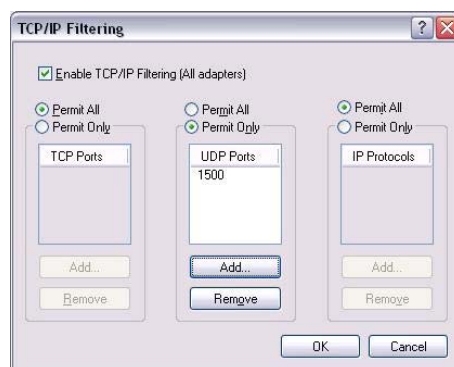 TCP/IP Filtering
Enable TCP/IP Filtering (All adapters)
Permit All
Permit Only
TCP Ports
Add...
Remove
Permit All
Permit Only
UDP Ports
1500
Add...
Remove
Permit All
Permit Only
IP Protocols
Add...
Remove
OK
Cancel